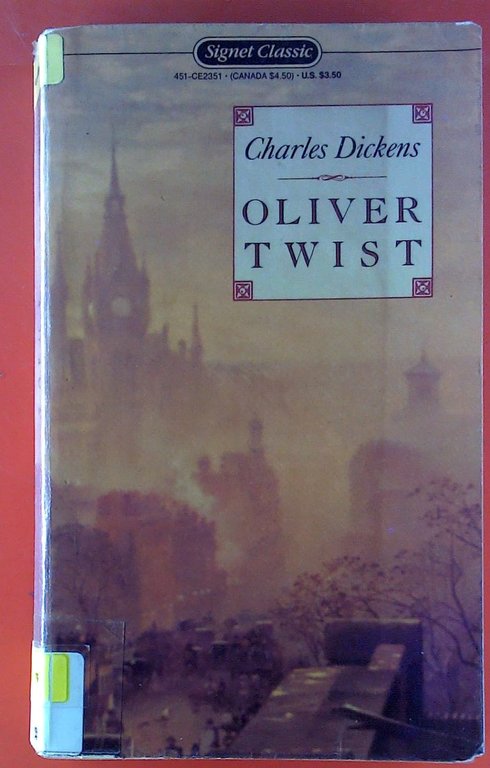 Signet Classic
451-CE2351 • (CANADA $4.50) • U.S. $3.50
Charles Dickens
OLIVER
TWIST